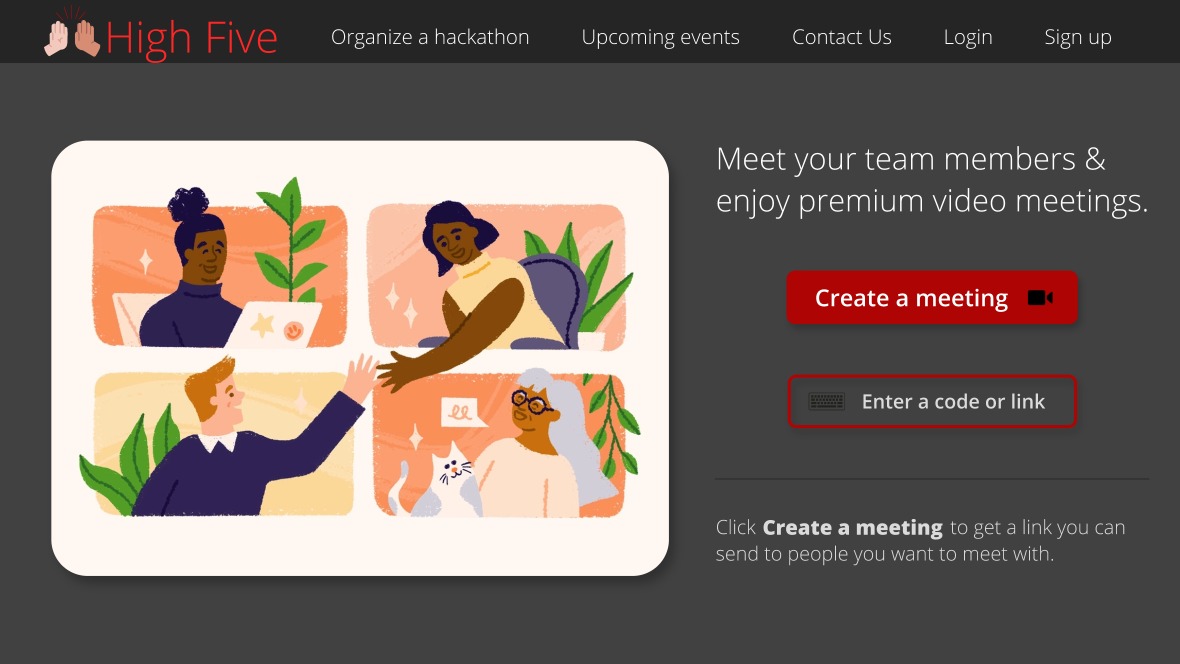 High Five
Organize a hackathon
Upcoming events
Contact Us
Login
Sign up
Meet your team members &
enjoy premium video meetings.
Create a meeting
Enter a code or link
Click Create a meeting to get a link you can
send to people you want to meet with.